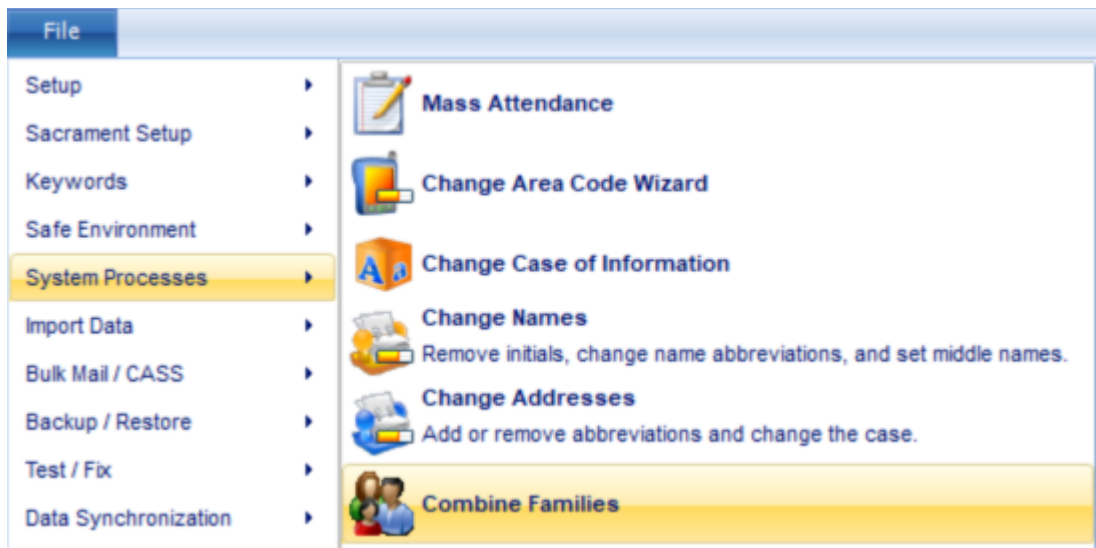 File
Setup
Sacrament Setup
Keywords
Safe Environment
System Processes
Import Data
Bulk Mail / CASS
Backup / Restore
Test / Fix
Data Synchronization
Mass Attendance
Change Area Code Wizard
Aa
Change Case of Information
Change Names
Remove initials, change name abbreviations, and set middle names.
Change Addresses
Add or remove abbreviations and change the case.
Combine Families